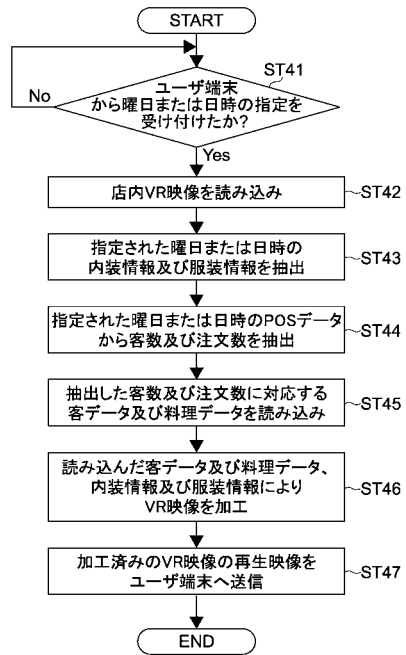 START
ST41
ユーザ端末
から曜日または日時の指定を
受け付けたか?
No
Yes
店内VR映像を読み込み
ST42
指定された曜日または日時の
内装情報及び服装情報を抽出
ST43
指定された曜日または日時のPOSデータ
から客数及び注文数を抽出
ST44
抽出した客数及び注文数に対応する
客データ及び料理データを読み込み
ST45
読み込んだ客データ及び料理データ、
内装情報及び服装情報により
VR映像を加工
ST46
加工済みのVR映像の再生映像を
ユーザ端末へ送信
ST47
END